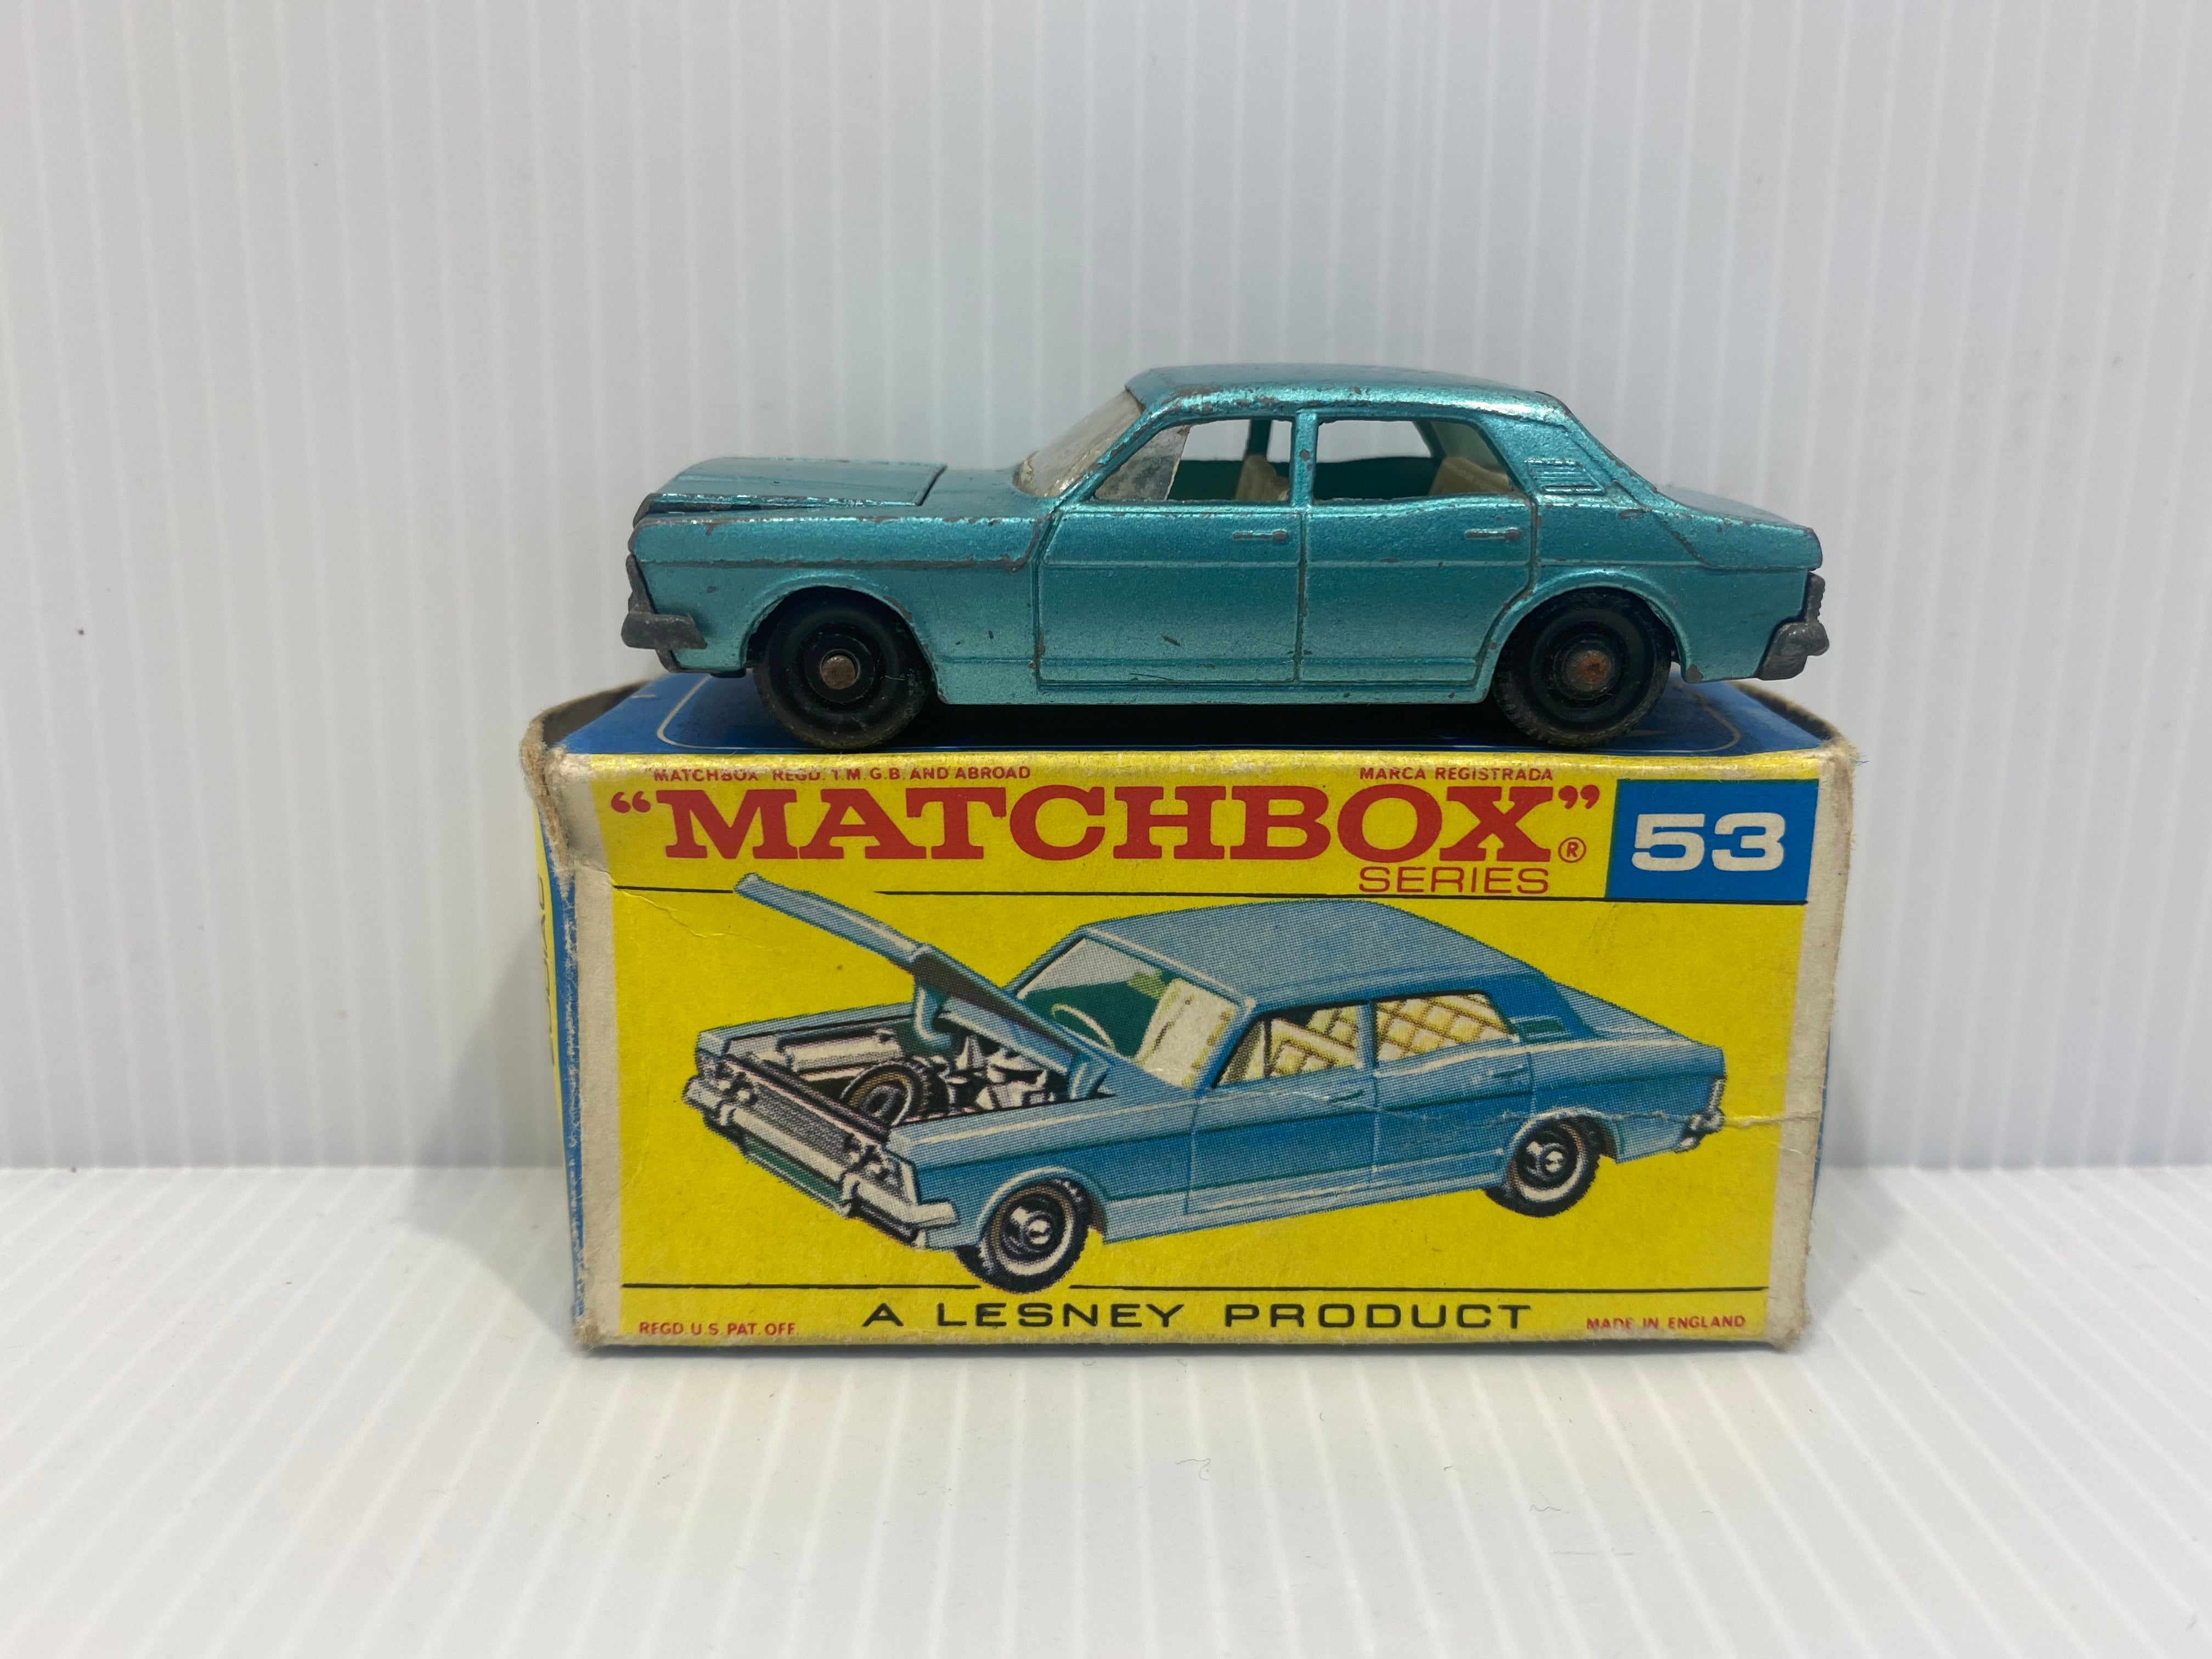 "MATCHBOX" REGD. T.M. G.B. AND ABROAD MARCA REGISTRADA
“MATCHBOX”® 53
SERIES
A LESNEY PRODUCT
REGD. U.S. PAT. OFF. MADE IN ENGLAND